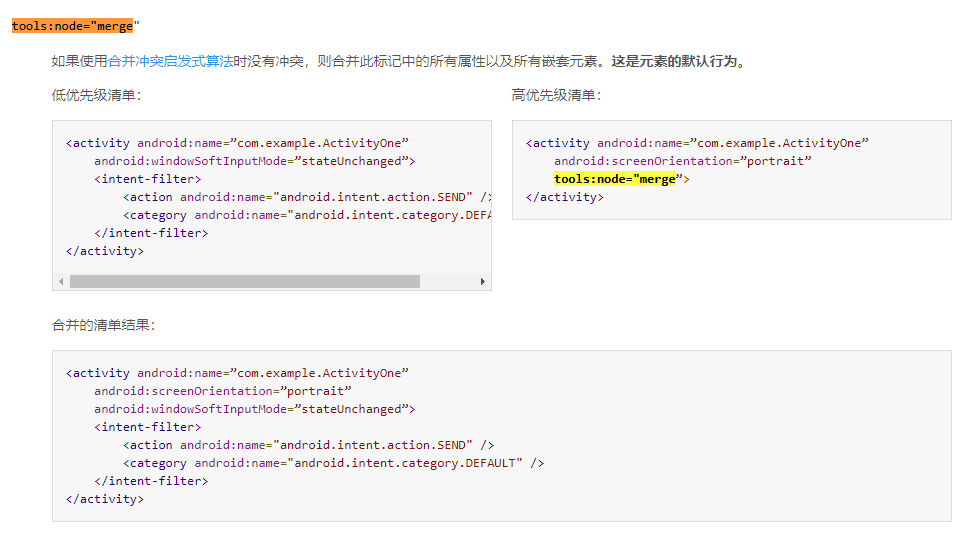 tools:node="merge"
如果使用合并冲突启发式算法时没有冲突，则合并此标记中的所有属性以及所有嵌套元素。这是元素的默认行为。
低优先级清单：
<activity android:name=”com.example.ActivityOne”
android:windowSoftInputMode=”stateUnchanged”>
<intent-filter>
<action android:name="android.intent.action.SEND" />
<category android:name="android.intent.category.DEFA
</intent-filter>
</activity>
高优先级清单：
<activity android:name=”com.example.ActivityOne”
android:screenOrientation=”portrait”
tools:node="merge”>
</activity>
合并的清单结果：
<activity android:name=”com.example.ActivityOne”
android:screenOrientation=”portrait”
android:windowSoftInputMode=”stateUnchanged”>
<intent-filter>
<action android:name="android.intent.action.SEND" />
<category android:name="android.intent.category.DEFAULT" />
</intent-filter>
</activity>